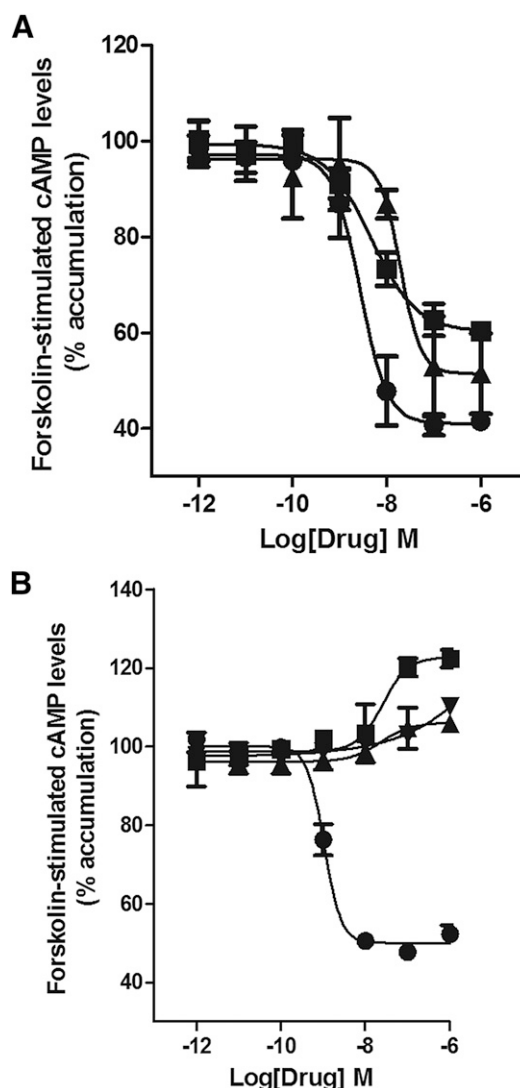 A
Forskolin-stimulated cAMP levels
(% accumulation)
120
100
80
60
40
-12
-10
-8
-6
Log[Drug] M
B
Forskolin-stimulated cAMP levels
(% accumulation)
140
120
100
80
60
40
-12
-10
-8
-6
Log[Drug] M